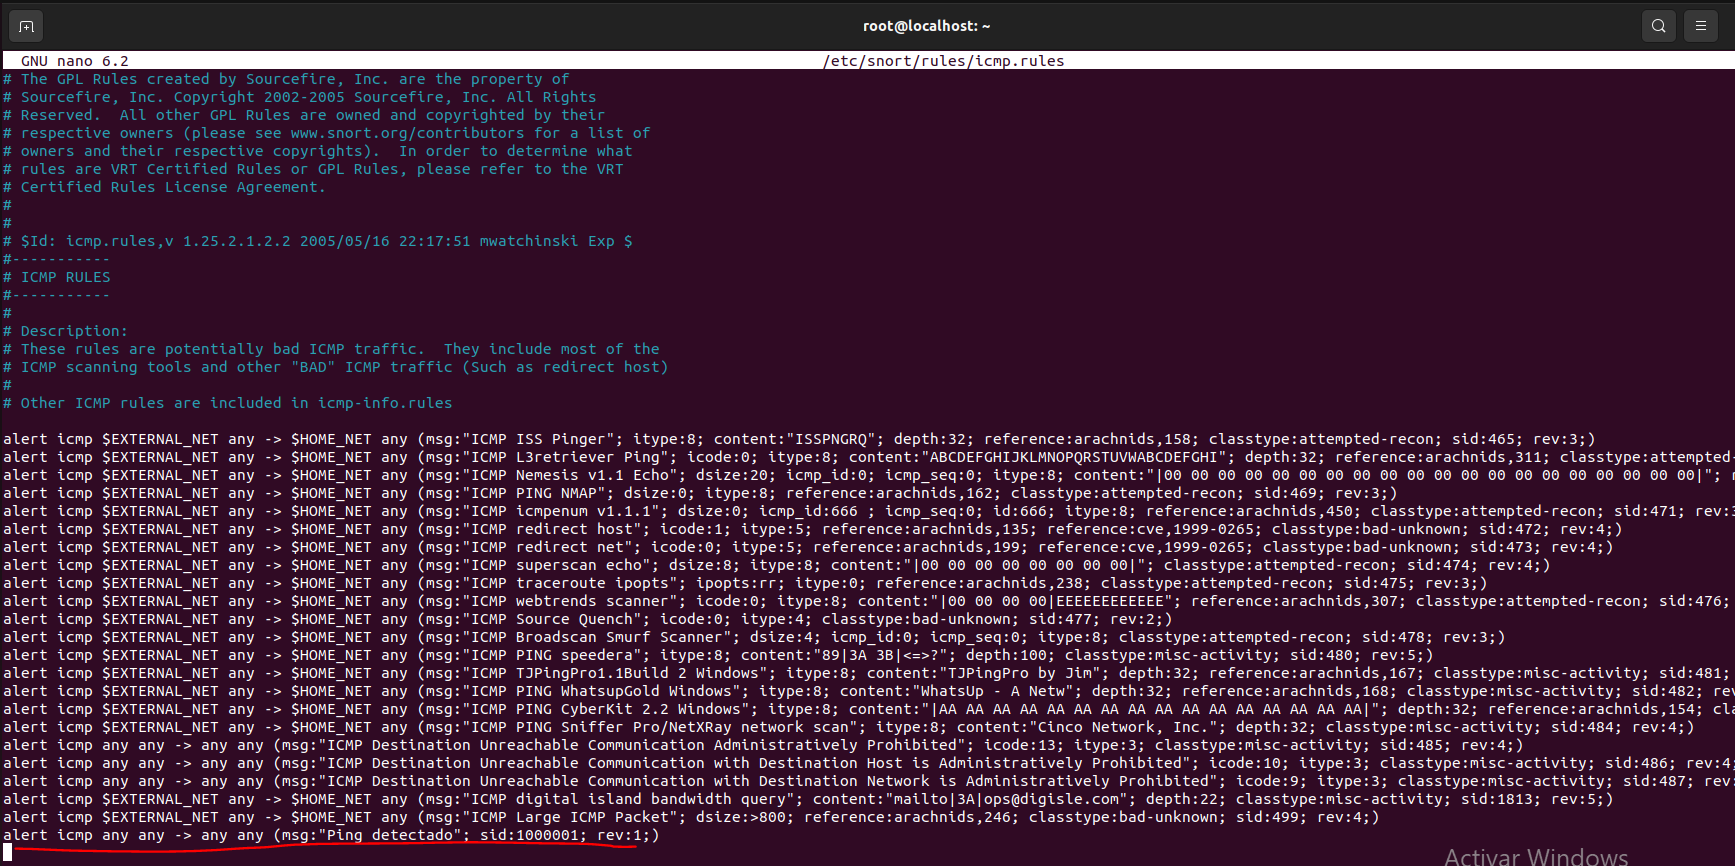 root@localhost: ~
GNU nano 6.2 /etc/snort/rules/icmp.rules
# The GPL Rules created by Sourcefire, Inc. are the property of
# Sourcefire, Inc. Copyright 2002-2005 Sourcefire, Inc. All Rights
# Reserved.  All other GPL Rules are owned and copyrighted by their
# respective owners (please see www.snort.org/contributors for a list of
# owners and their respective copyrights).  In order to determine what
# rules are VRT Certified Rules or GPL Rules, please refer to the VRT
# Certified Rules License Agreement.
#
#
# $Id: icmp.rules,v 1.25.2.1.2.2 2005/05/16 22:17:51 mwatchinski Exp $
#-----------
# ICMP RULES
#-----------
#
# Description:
# These rules are potentially bad ICMP traffic.  They include most of the
# ICMP scanning tools and other "BAD" ICMP traffic (Such as redirect host)
#
# Other ICMP rules are included in icmp-info.rules
alert icmp $EXTERNAL_NET any -> $HOME_NET any (msg:"ICMP ISS Pinger"; itype:8; content:"ISSPNGRQ"; depth:32; reference:arachnids,158; classtype:attempted-recon; sid:465; rev:3;)
alert icmp $EXTERNAL_NET any -> $HOME_NET any (msg:"ICMP L3retriever Ping"; icode:0; itype:8; content:"ABCDEFGHIJKLMNOPQRSTUVWABCDEFGHI"; depth:32; reference:arachnids,311; classtype:attempted-
alert icmp $EXTERNAL_NET any -> $HOME_NET any (msg:"ICMP Nemesis v1.1 Echo"; dsize:20; icmp_id:0; icmp_seq:0; itype:8; content:"|00 00 00 00 00 00 00 00 00 00 00 00 00 00 00 00 00 00 00 00|"; r
alert icmp $EXTERNAL_NET any -> $HOME_NET any (msg:"ICMP PING NMAP"; dsize:0; itype:8; reference:arachnids,162; classtype:attempted-recon; sid:469; rev:3;)
alert icmp $EXTERNAL_NET any -> $HOME_NET any (msg:"ICMP icmpenum v1.1.1"; dsize:0; icmp_id:666 ; icmp_seq:0; id:666; itype:8; reference:arachnids,450; classtype:attempted-recon; sid:471; rev:3
alert icmp $EXTERNAL_NET any -> $HOME_NET any (msg:"ICMP redirect host"; icode:1; itype:5; reference:arachnids,135; reference:cve,1999-0265; classtype:bad-unknown; sid:472; rev:4;)
alert icmp $EXTERNAL_NET any -> $HOME_NET any (msg:"ICMP redirect net"; icode:0; itype:5; reference:arachnids,199; reference:cve,1999-0265; classtype:bad-unknown; sid:473; rev:4;)
alert icmp $EXTERNAL_NET any -> $HOME_NET any (msg:"ICMP superscan echo"; dsize:8; itype:8; content:"|00 00 00 00 00 00 00 00|"; classtype:attempted-recon; sid:474; rev:4;)
alert icmp $EXTERNAL_NET any -> $HOME_NET any (msg:"ICMP traceroute ipopts"; ipopts:rr; itype:0; reference:arachnids,238; classtype:attempted-recon; sid:475; rev:3;)
alert icmp $EXTERNAL_NET any -> $HOME_NET any (msg:"ICMP webtrends scanner"; icode:0; itype:8; content:"|00 00 00 00|EEEEEEEEEEEE"; reference:arachnids,307; classtype:attempted-recon; sid:476;
alert icmp $EXTERNAL_NET any -> $HOME_NET any (msg:"ICMP Source Quench"; icode:0; itype:4; classtype:bad-unknown; sid:477; rev:2;)
alert icmp $EXTERNAL_NET any -> $HOME_NET any (msg:"ICMP Broadscan Smurf Scanner"; dsize:4; icmp_id:0; icmp_seq:0; itype:8; classtype:attempted-recon; sid:478; rev:3;)
alert icmp $EXTERNAL_NET any -> $HOME_NET any (msg:"ICMP PING speedera"; itype:8; content:"89|3A 3B|<=>?"; depth:100; classtype:misc-activity; sid:480; rev:5;)
alert icmp $EXTERNAL_NET any -> $HOME_NET any (msg:"ICMP TJPingPro1.1Build 2 Windows"; itype:8; content:"TJPingPro by Jim"; depth:32; reference:arachnids,167; classtype:misc-activity; sid:481;
alert icmp $EXTERNAL_NET any -> $HOME_NET any (msg:"ICMP PING WhatsupGold Windows"; itype:8; content:"WhatsUp - A Netw"; depth:32; reference:arachnids,168; classtype:misc-activity; sid:482; rev
alert icmp $EXTERNAL_NET any -> $HOME_NET any (msg:"ICMP PING CyberKit 2.2 Windows"; itype:8; content:"|AA AA AA AA AA AA AA AA AA AA AA AA AA AA AA AA|"; depth:32; reference:arachnids,154; cla
alert icmp $EXTERNAL_NET any -> $HOME_NET any (msg:"ICMP PING Sniffer Pro/NetXRay network scan"; itype:8; content:"Cinco Network, Inc."; depth:32; classtype:misc-activity; sid:484; rev:4;)
alert icmp any any -> any any (msg:"ICMP Destination Unreachable Communication Administratively Prohibited"; icode:13; itype:3; classtype:misc-activity; sid:485; rev:4;)
alert icmp any any -> any any (msg:"ICMP Destination Unreachable Communication with Destination Host is Administratively Prohibited"; icode:10; itype:3; classtype:misc-activity; sid:486; rev:4;
alert icmp any any -> any any (msg:"ICMP Destination Unreachable Communication with Destination Network is Administratively Prohibited"; icode:9; itype:3; classtype:misc-activity; sid:487; rev:
alert icmp $EXTERNAL_NET any -> $HOME_NET any (msg:"ICMP digital island bandwidth query"; content:"mailto|3A|ops@digisle.com"; depth:22; classtype:misc-activity; sid:1813; rev:5;)
alert icmp $EXTERNAL_NET any -> $HOME_NET any (msg:"ICMP Large ICMP Packet"; dsize:>800; reference:arachnids,246; classtype:bad-unknown; sid:499; rev:4;)
alert icmp any any -> any any (msg:"Ping detectado"; sid:1000001; rev:1;)
Activar Windows